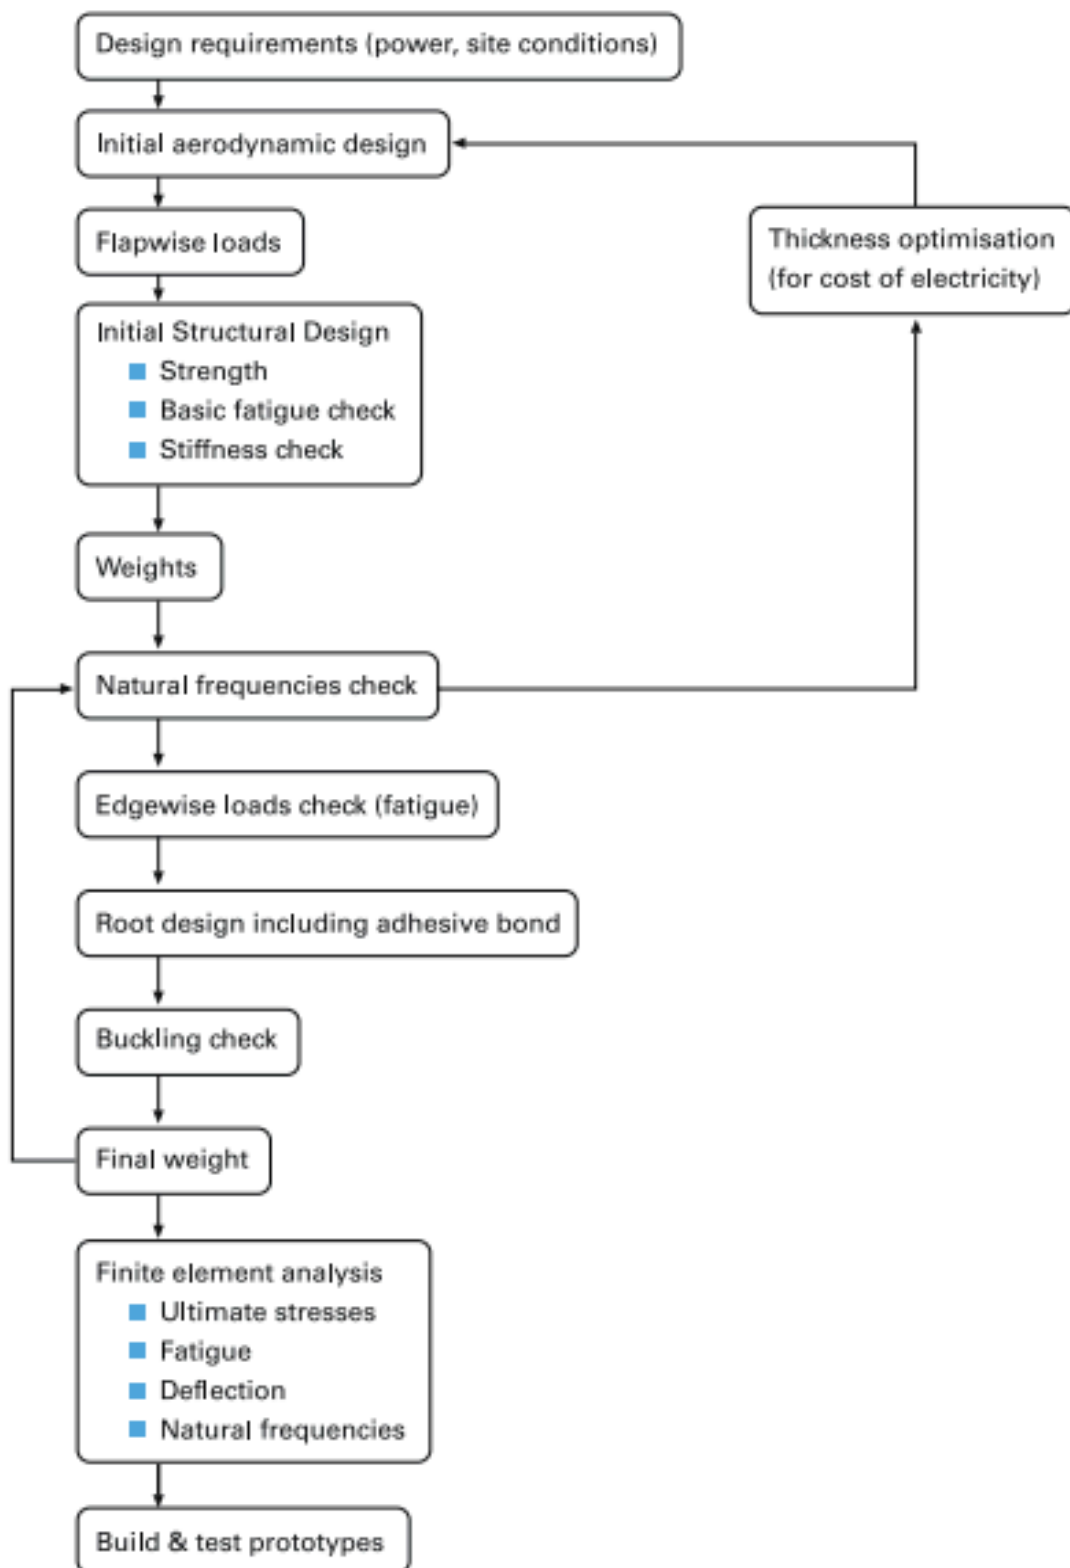 Design requirements (power, site conditions)
Initial aerodynamic design
Flapwise loads
Thickness optimisation
(for cost of electricity)
Initial Structural Design
Strength
Basic fatigue check
Stiffness check
Weights
Natural frequencies check
Edgewise loads check (fatigue)
Root design including adhesive bond
Buckling check
Final weight
Finite element analysis
Ultimate stresses
Fatigue
Deflection
Natural frequencies
Build & test prototypes